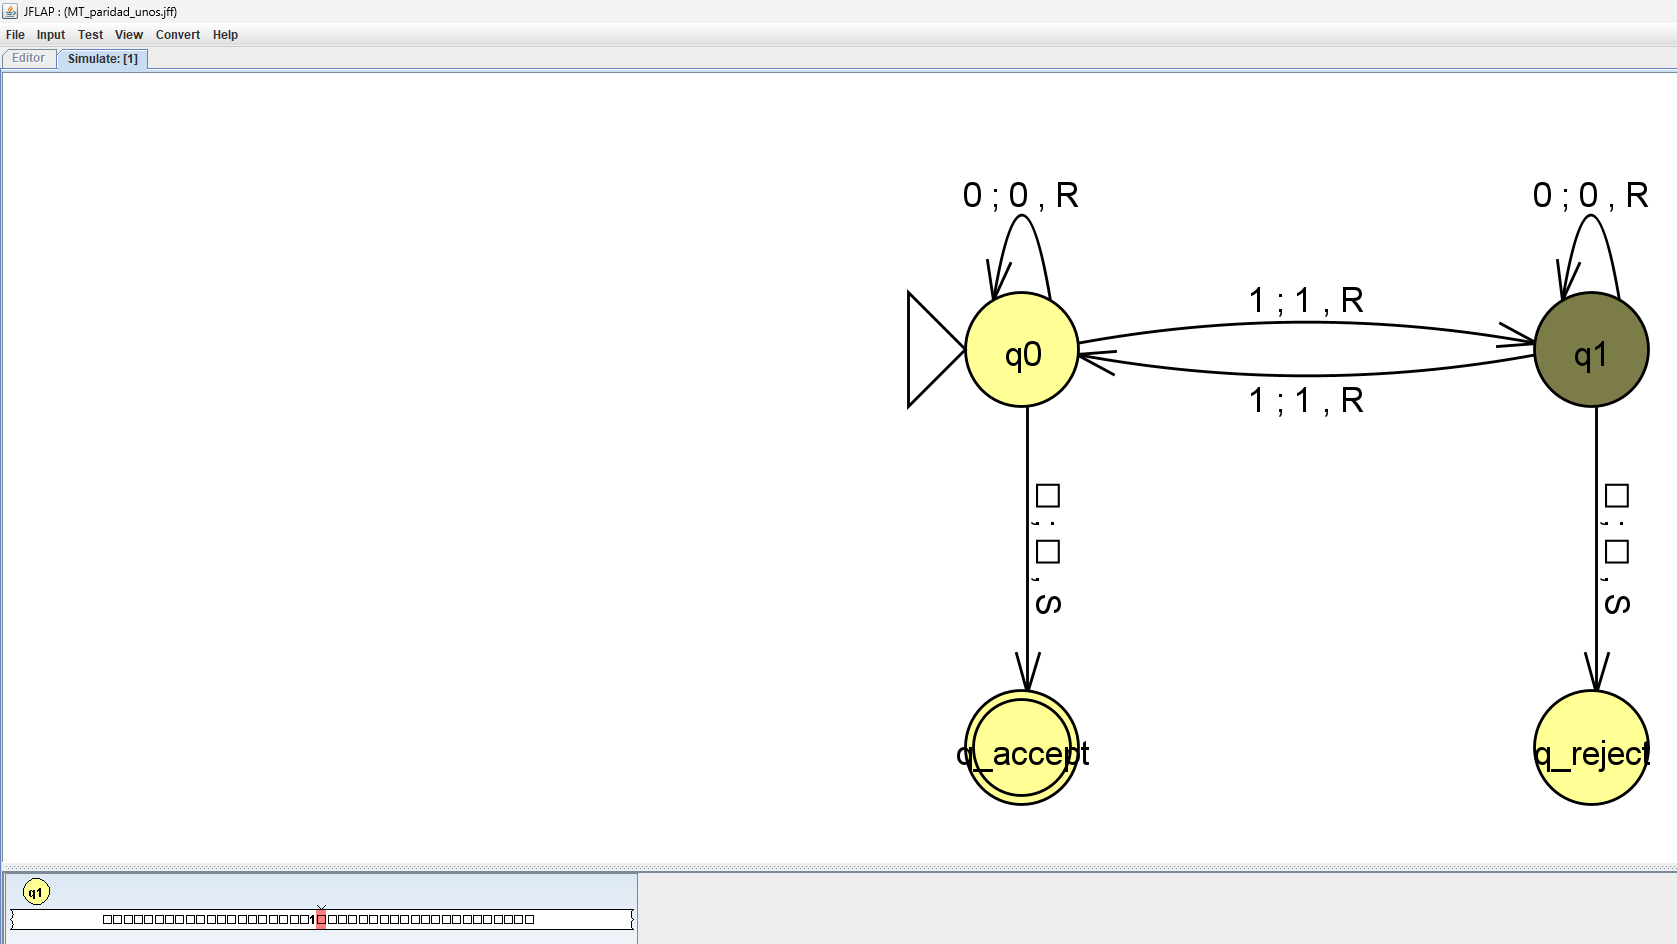 JFLAP : (MT_paridad_unos.jff)
File Input Test View Convert Help
Editor Simulate: [1]
0 ; 0 , R 0 ; 0 , R
1 ; 1 , R
q0 q1
1 ; 1 , R
□ ; □ , S □ ; □ , S
q_accept q_reject
q1
□□□□□□□□□□□□□□□□□□□□1□□□□□□□□□□□□□□□□□□□□□